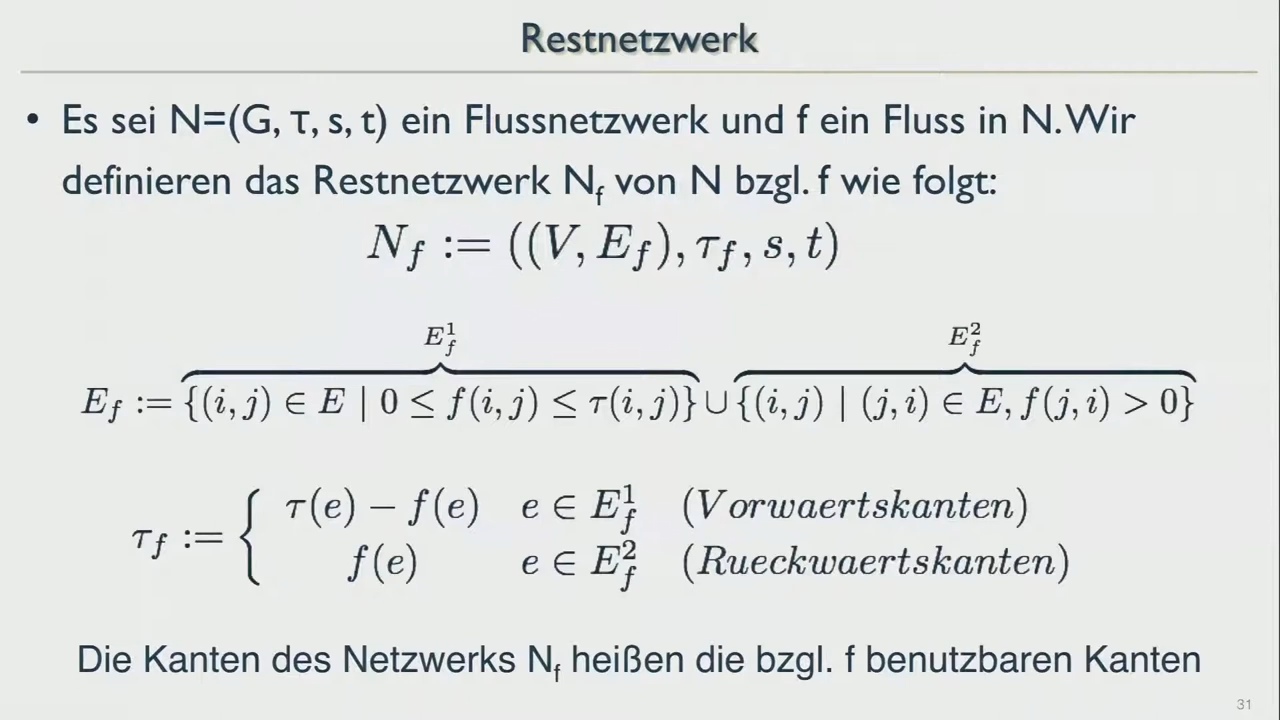 Restnetzwerk
• Es sei N=(G, τ, s, t) ein Flussnetzwerk und f ein Fluss in N. Wir
definieren das Restnetzwerk N_f von N bzgl. f wie folgt:
N_f := ((V, E_f), τ_f, s, t)
E_f^1 E_f^2
E_f := {(i, j) ∈ E | 0 ≤ f(i, j) ≤ τ(i, j)} ∪ {(i, j) | (j, i) ∈ E, f(j, i) > 0}
τ_f := { τ(e) − f(e) e ∈ E_f^1 (Vorwaertskanten)
f(e) e ∈ E_f^2 (Rueckwaertskanten)
Die Kanten des Netzwerks N_f heißen die bzgl. f benutzbaren Kanten
31